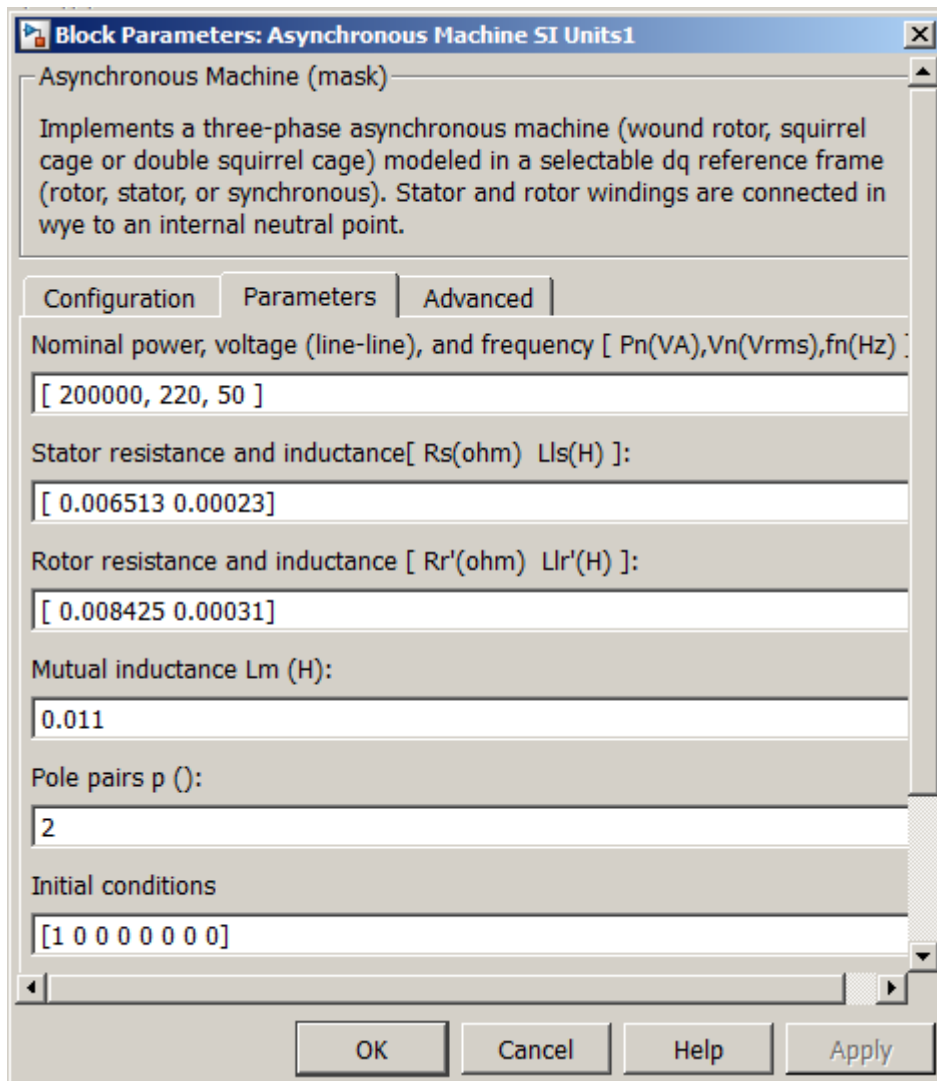 Block Parameters: Asynchronous Machine SI Units1
Asynchronous Machine (mask)
Implements a three-phase asynchronous machine (wound rotor, squirrel
cage or double squirrel cage) modeled in a selectable dq reference frame
(rotor, stator, or synchronous). Stator and rotor windings are connected in
wye to an internal neutral point.
Configuration Parameters Advanced
Nominal power, voltage (line-line), and frequency [ Pn(VA),Vn(Vrms),fn(Hz) ]
[ 200000, 220, 50 ]
Stator resistance and inductance[ Rs(ohm)  Lls(H) ]:
[ 0.006513 0.00023]
Rotor resistance and inductance [ Rr'(ohm)  Llr'(H) ]:
[ 0.008425 0.00031]
Mutual inductance Lm (H):
0.011
Pole pairs p ():
2
Initial conditions
[1 0 0 0 0 0 0 0]
OK Cancel Help Apply